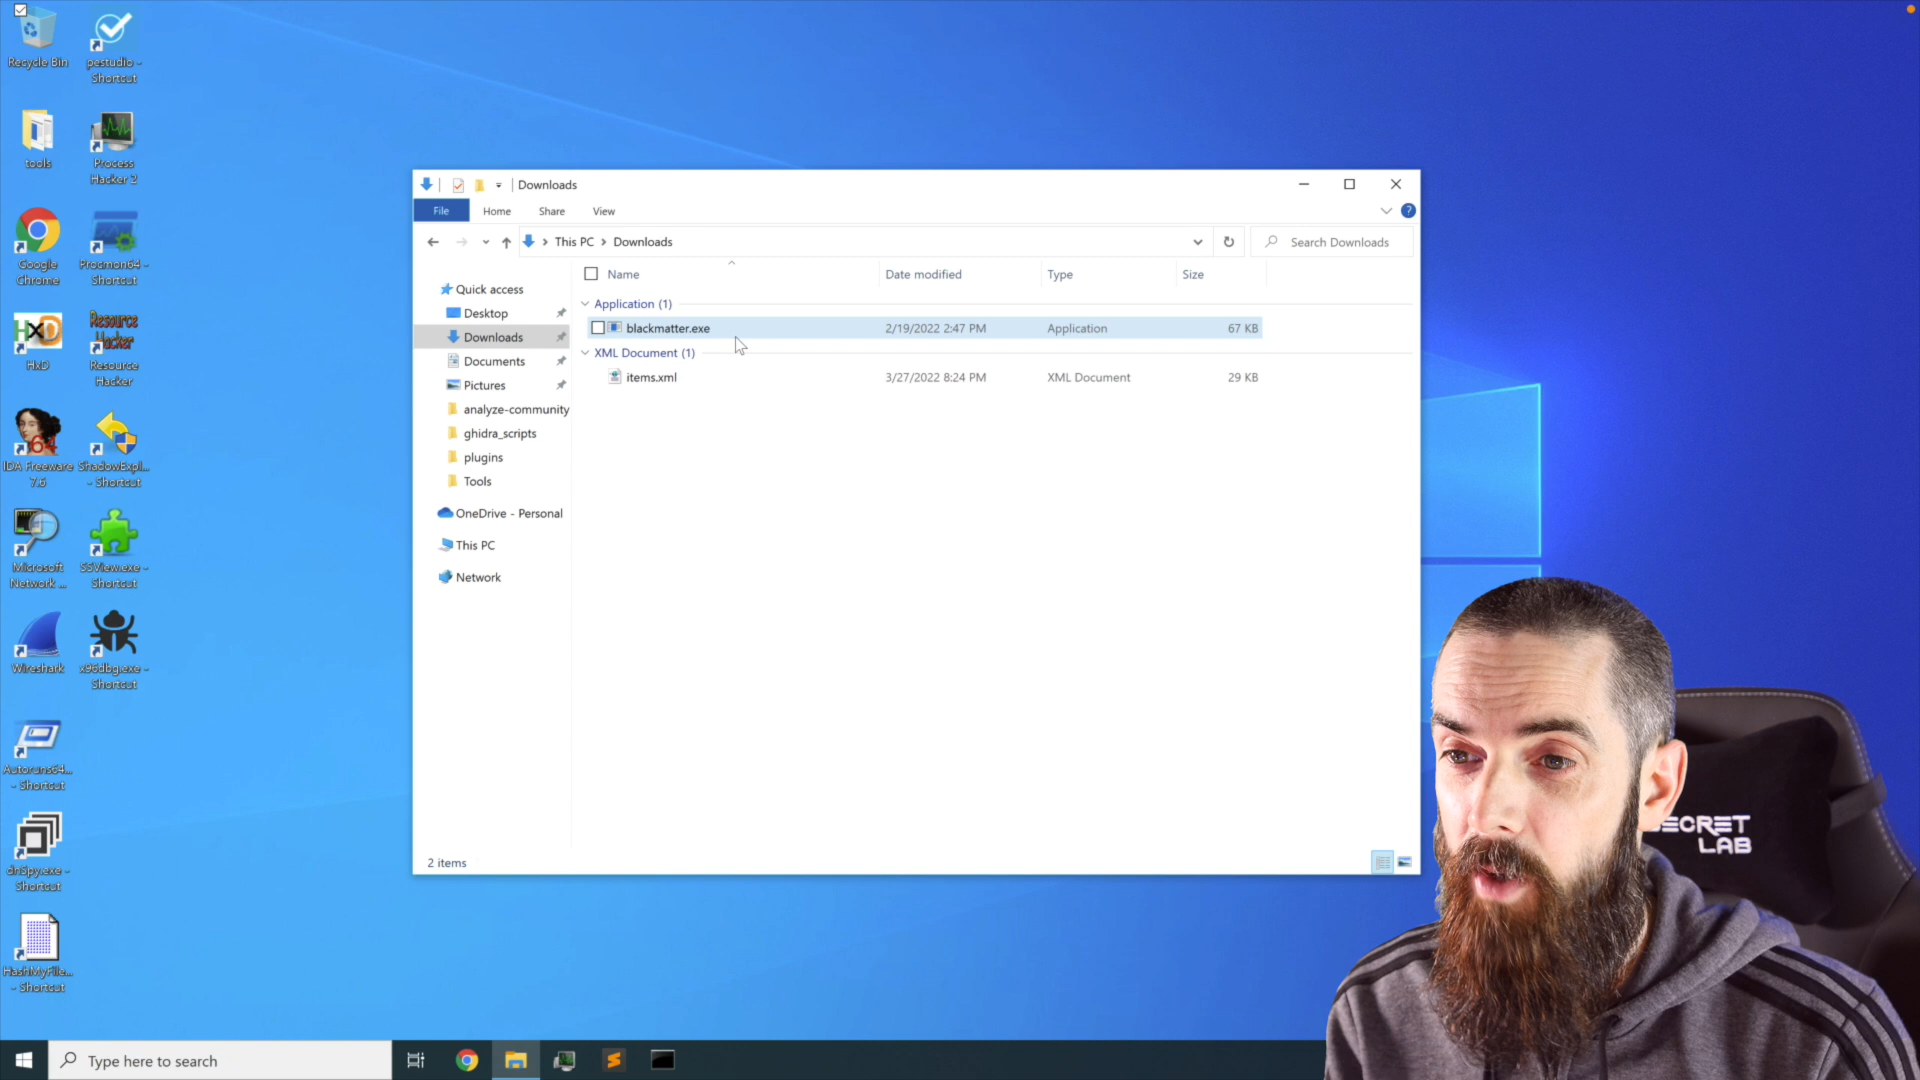 Recycle Bin
pestudio - Shortcut
tools
Process Hacker 2
Google Chrome
Procmon64 - Shortcut
HxD
Resource Hacker
Resource Hacker
64
IDA Freeware 7.6
ShadowExpl... - Shortcut
Microsoft Network ...
SSView.exe - Shortcut
Wireshark
x96dbg.exe - Shortcut
Autoruns64... - Shortcut
dnSpy.exe - Shortcut
HashMyFile... - Shortcut
Downloads
File Home Share View
This PC > Downloads
Search Downloads
Name Date modified Type Size
Quick access
Desktop
Downloads
Documents
Pictures
analyze-community
ghidra_scripts
plugins
Tools
OneDrive - Personal
This PC
Network
Application (1)
blackmatter.exe 2/19/2022 2:47 PM Application 67 KB
XML Document (1)
items.xml 3/27/2022 8:24 PM XML Document 29 KB
2 items
SECRET
LAB
Type here to search